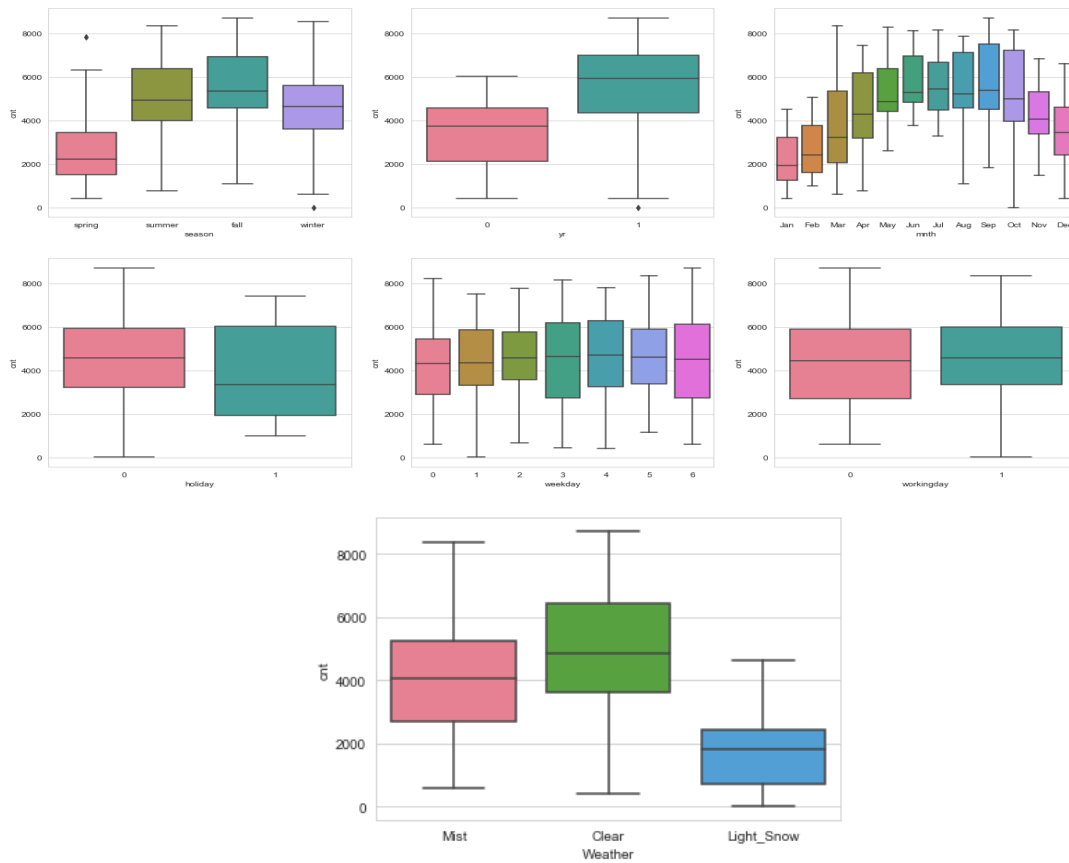 8000
6000
4000
2000
0
cnt
spring summer fall winter
season
8000
6000
4000
2000
0
cnt
0 1
yr
8000
6000
4000
2000
0
cnt
Jan Feb Mar Apr May Jun Jul Aug Sep Oct Nov Dec
mnth
8000
6000
4000
2000
0
cnt
0 1
holiday
8000
6000
4000
2000
0
cnt
0 1 2 3 4 5 6
weekday
8000
6000
4000
2000
0
cnt
0 1
workingday
8000
6000
4000
2000
0
cnt
Mist Clear Light_Snow
Weather